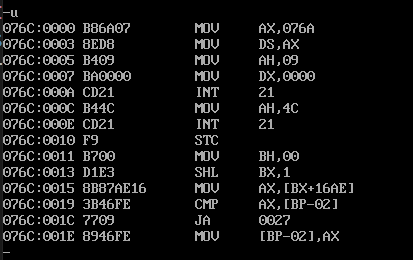 -u
076C:0000 B86A07 MOV AX,076A
076C:0003 8ED8 MOV DS,AX
076C:0005 B409 MOV AH,09
076C:0007 BA0000 MOV DX,0000
076C:000A CD21 INT 21
076C:000C B44C MOV AH,4C
076C:000E CD21 INT 21
076C:0010 F9 STC
076C:0011 B700 MOV BH,00
076C:0013 D1E3 SHL BX,1
076C:0015 8B87AE16 MOV AX,[BX+16AE]
076C:0019 3B46FE CMP AX,[BP-02]
076C:001C 7709 JA 0027
076C:001E 8946FE MOV [BP-02],AX
-